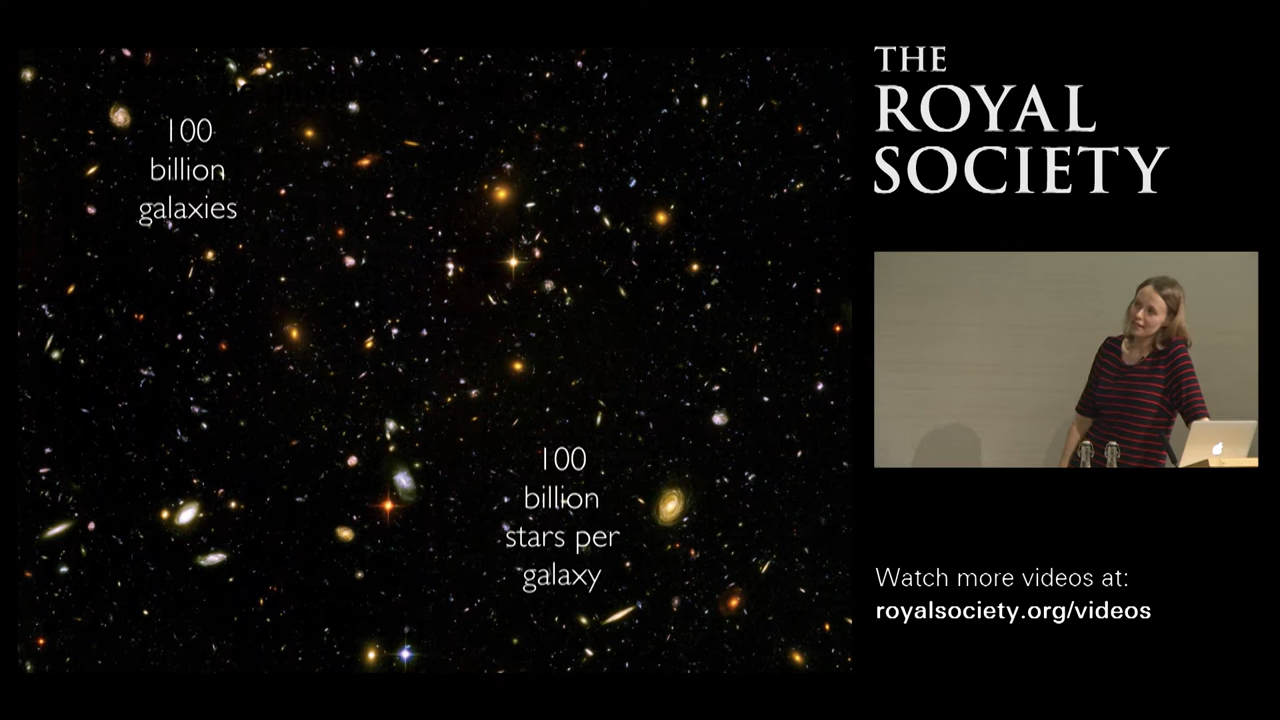 100
billion
galaxies
100
billion
stars per
galaxy
THE
ROYAL
SOCIETY
Watch more videos at:
royalsociety.org/videos